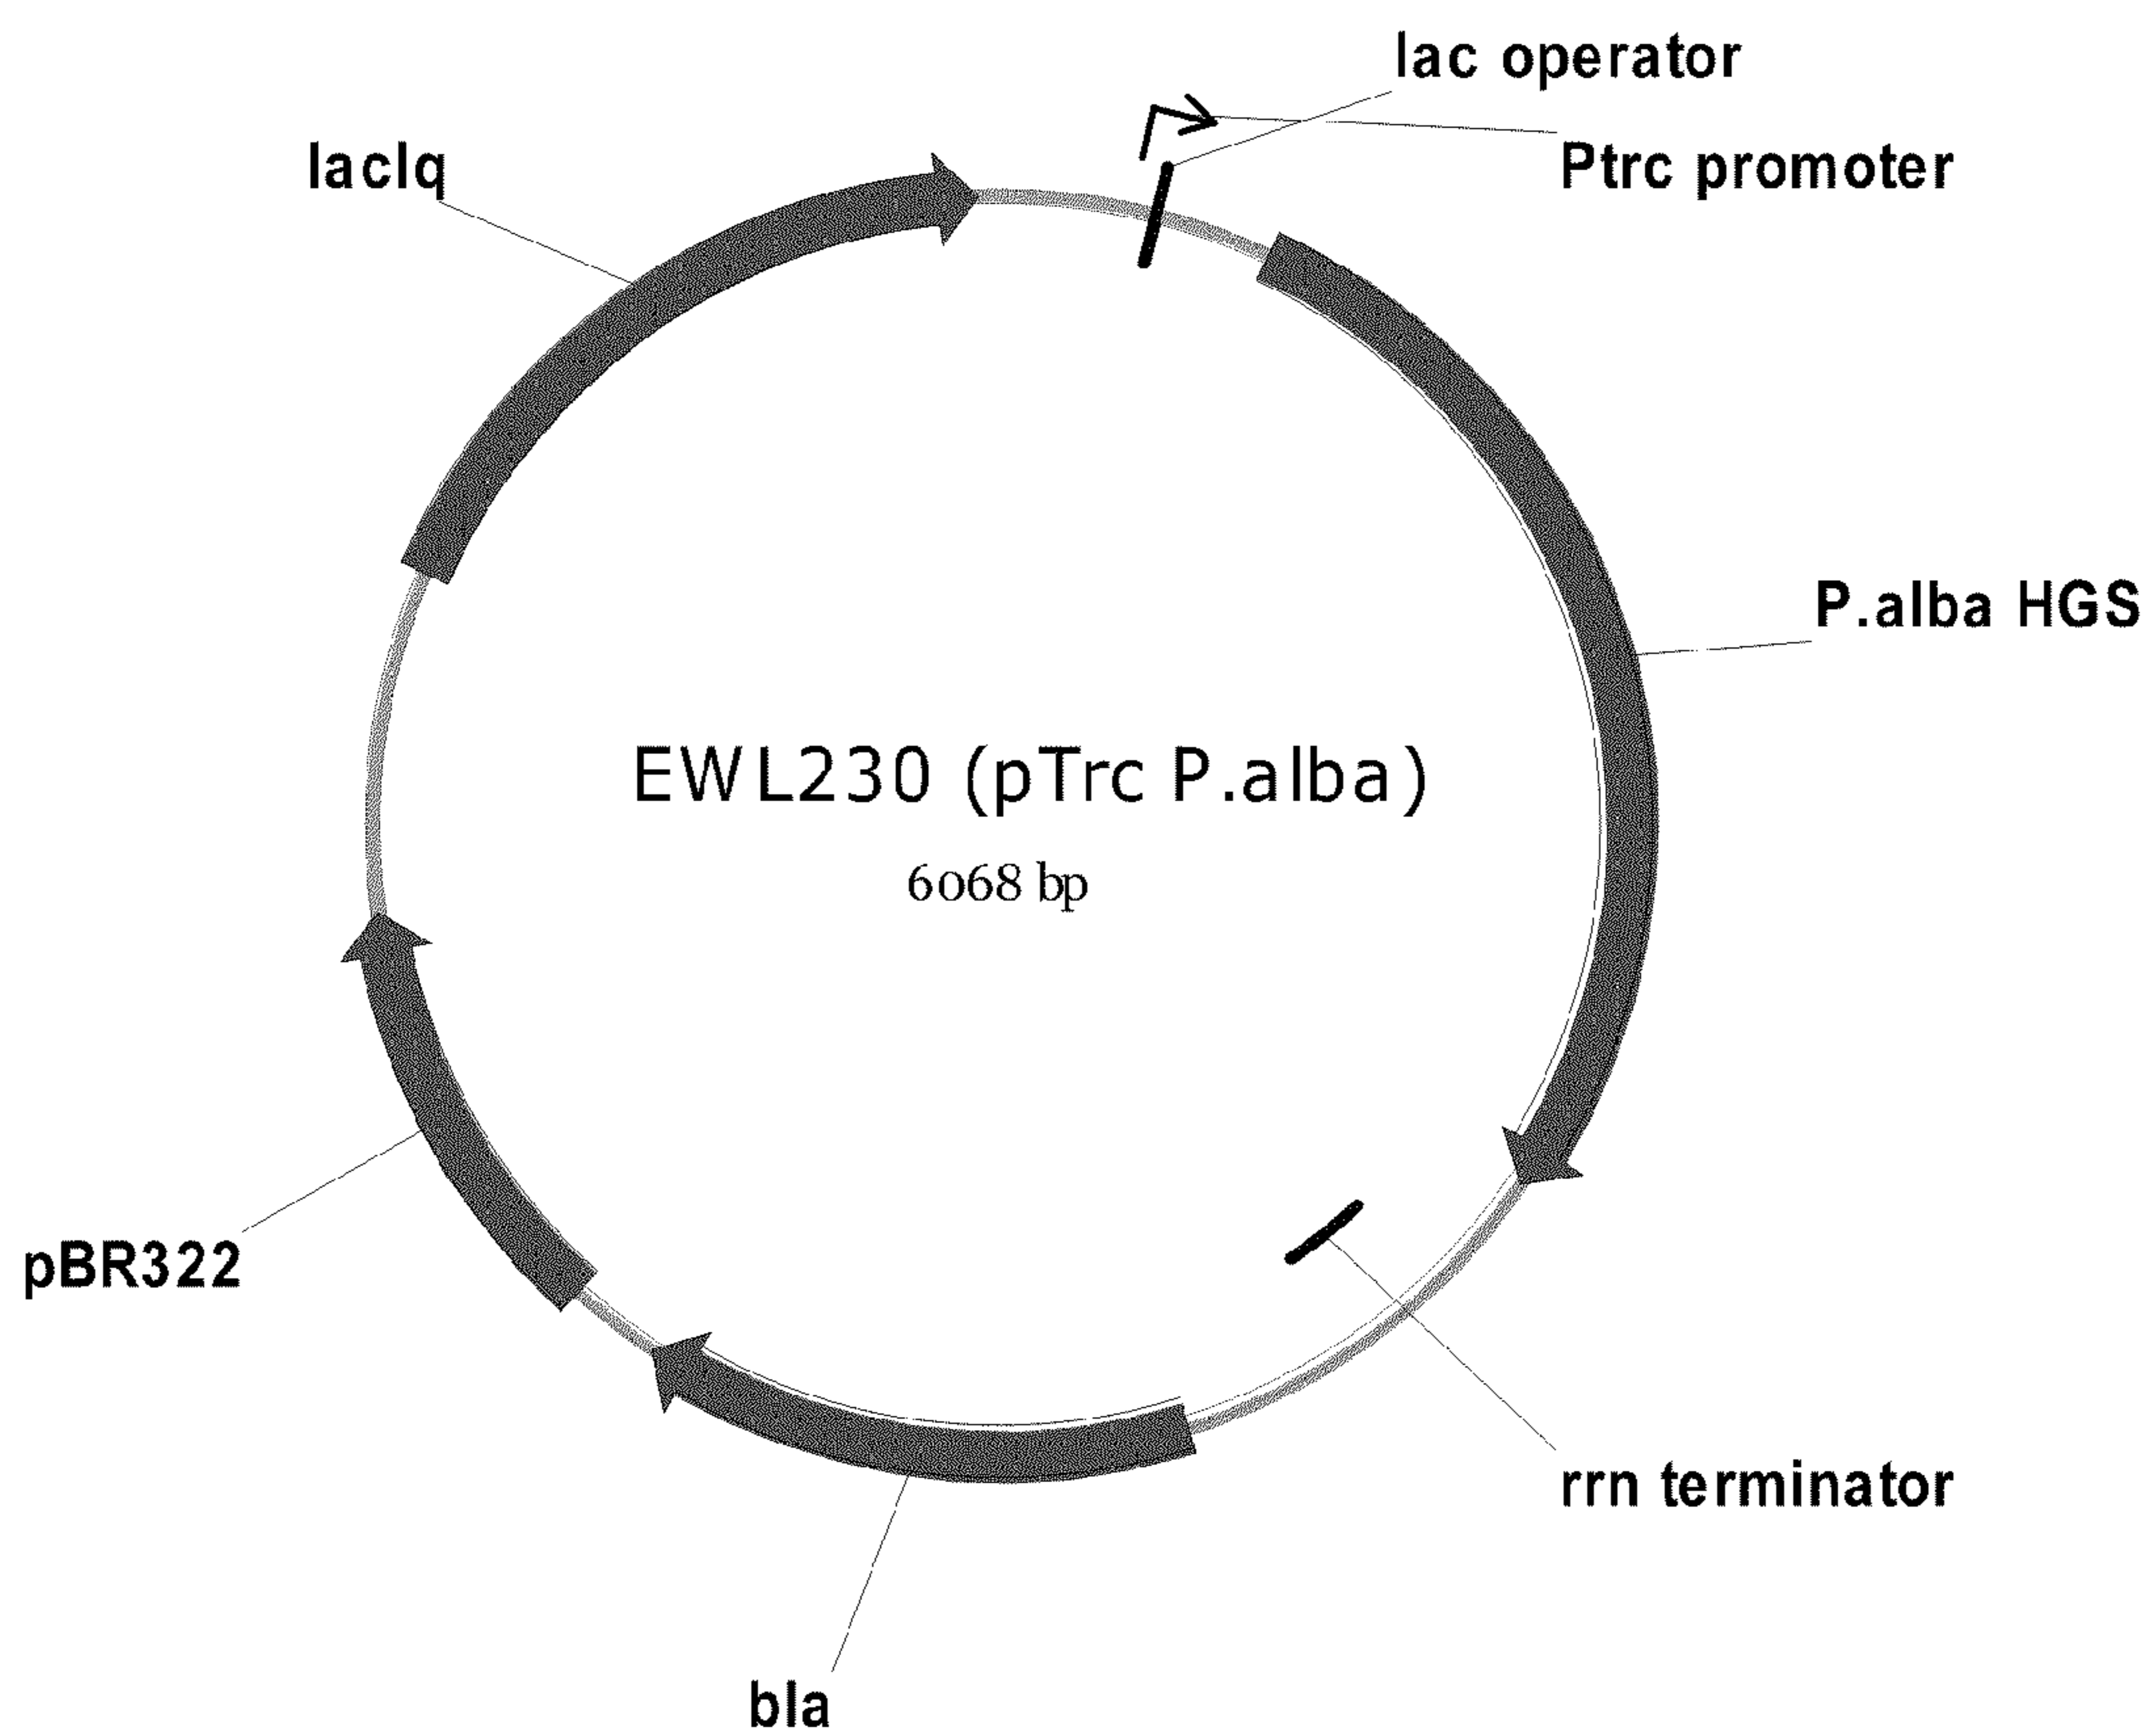 lac operator
lacIq
Ptrc promoter
P.alba HGS
EWL230 (pTrc P.alba)
6068 bp
pBR322
rrn terminator
bla